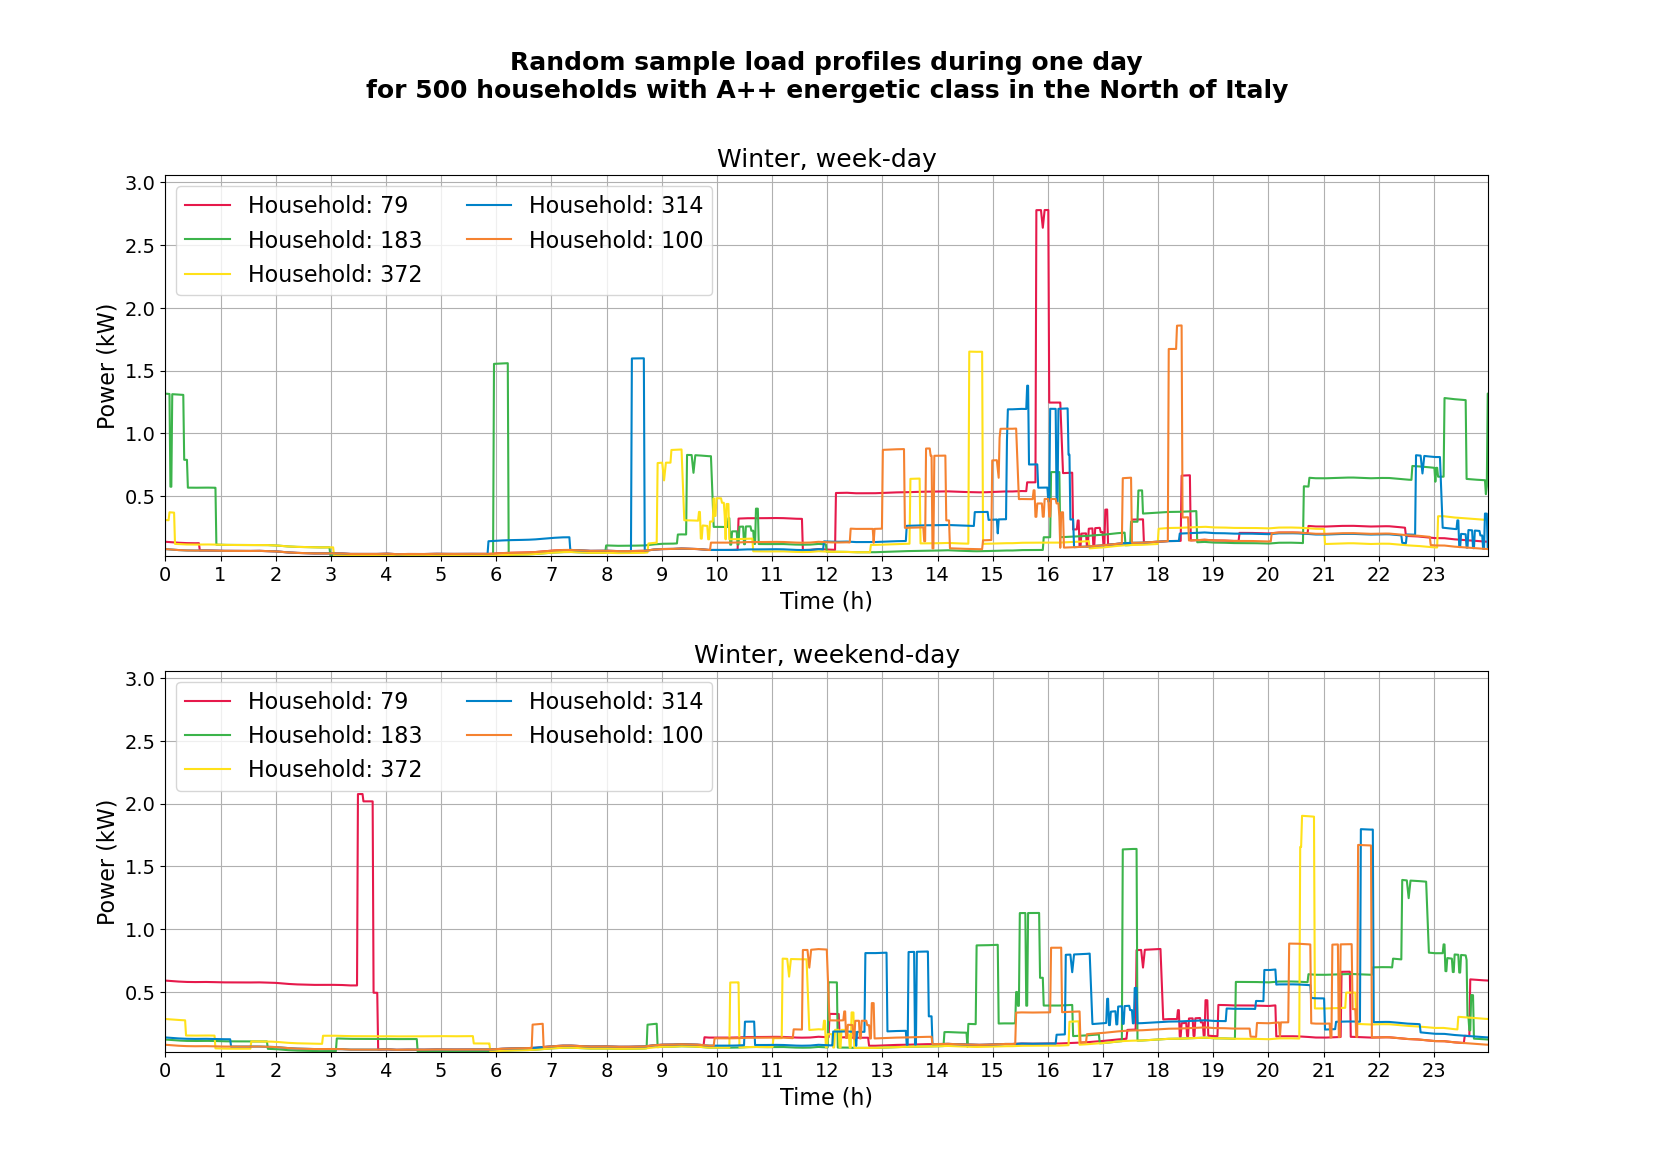 Random sample load profiles during one day
for 500 households with A++ energetic class in the North of Italy
Winter, week-day
Household: 79
Household: 183
Household: 372
Household: 314
Household: 100
Power (kW)
3.0
2.5
2.0
1.5
1.0
0.5
0 1 2 3 4 5 6 7 8 9 10 11 12 13 14 15 16 17 18 19 20 21 22 23
Time (h)
Winter, weekend-day
Household: 79
Household: 183
Household: 372
Household: 314
Household: 100
Power (kW)
3.0
2.5
2.0
1.5
1.0
0.5
0 1 2 3 4 5 6 7 8 9 10 11 12 13 14 15 16 17 18 19 20 21 22 23
Time (h)